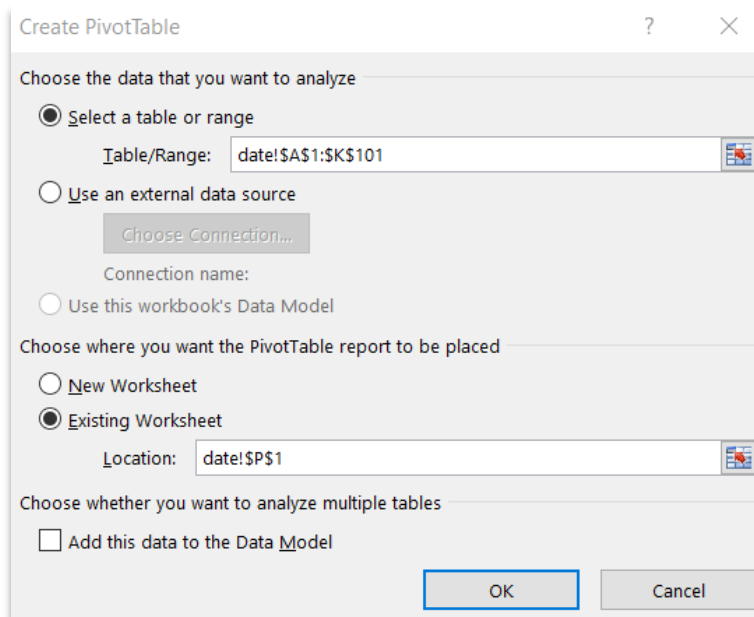 Create PivotTable ?
Choose the data that you want to analyze
Select a table or range
Table/Range: date!$A$1:$K$101
Use an external data source
Choose Connection...
Connection name:
Use this workbook's Data Model
Choose where you want the PivotTable report to be placed
New Worksheet
Existing Worksheet
Location: date!$P$1
Choose whether you want to analyze multiple tables
Add this data to the Data Model
OK Cancel